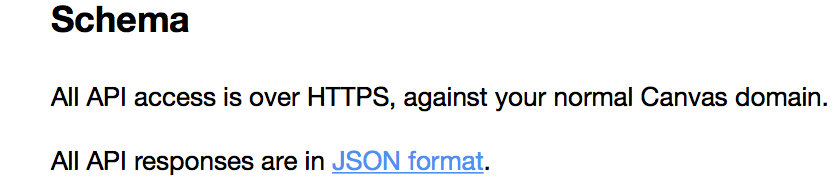 Schema
All API access is over HTTPS, against your normal Canvas domain.
All API responses are in JSON format.